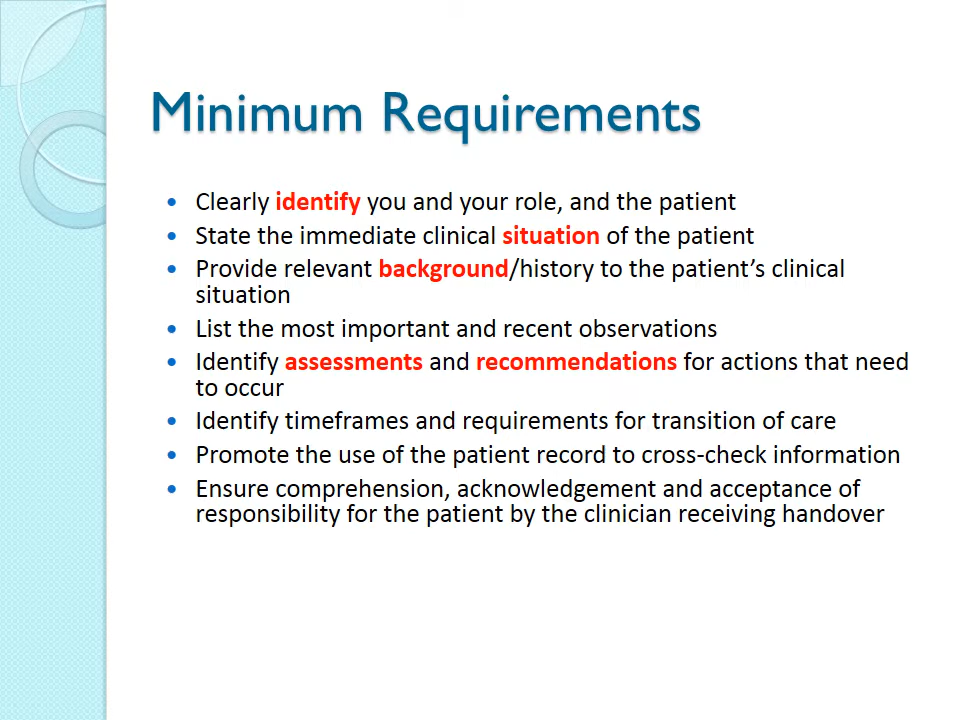 Minimum Requirements
• Clearly identify you and your role, and the patient
• State the immediate clinical situation of the patient
• Provide relevant background/history to the patient’s clinical
situation
• List the most important and recent observations
• Identify assessments and recommendations for actions that need
to occur
• Identify timeframes and requirements for transition of care
• Promote the use of the patient record to cross-check information
• Ensure comprehension, acknowledgement and acceptance of
responsibility for the patient by the clinician receiving handover